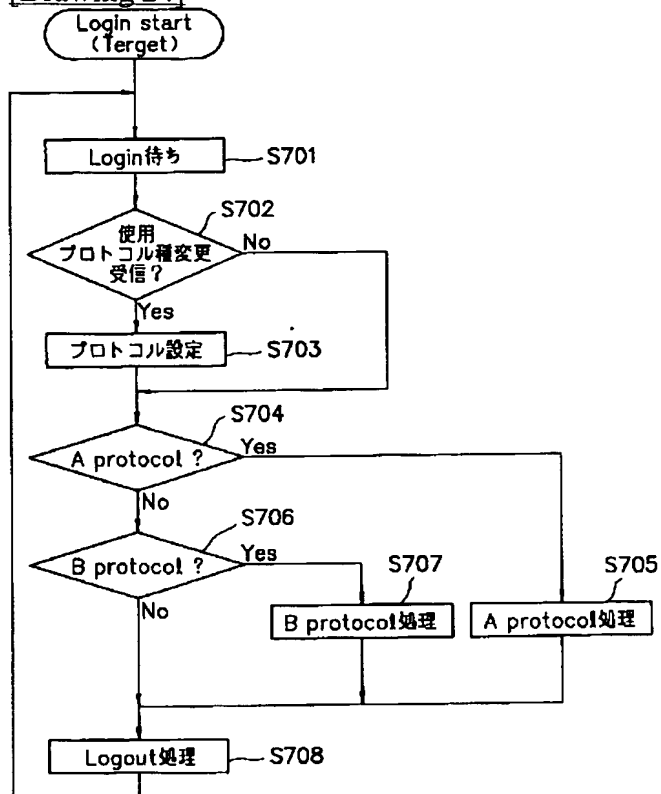 Login start
(Terget)
Login待ち
S701
S702
使用
プロトコル種変更
受信？
No
Yes
プロトコル設定
S703
S704
A protocol ?
Yes
No
S706
B protocol ?
Yes
No
S707
S705
B protocol処理
A protocol処理
Logout処理
S708